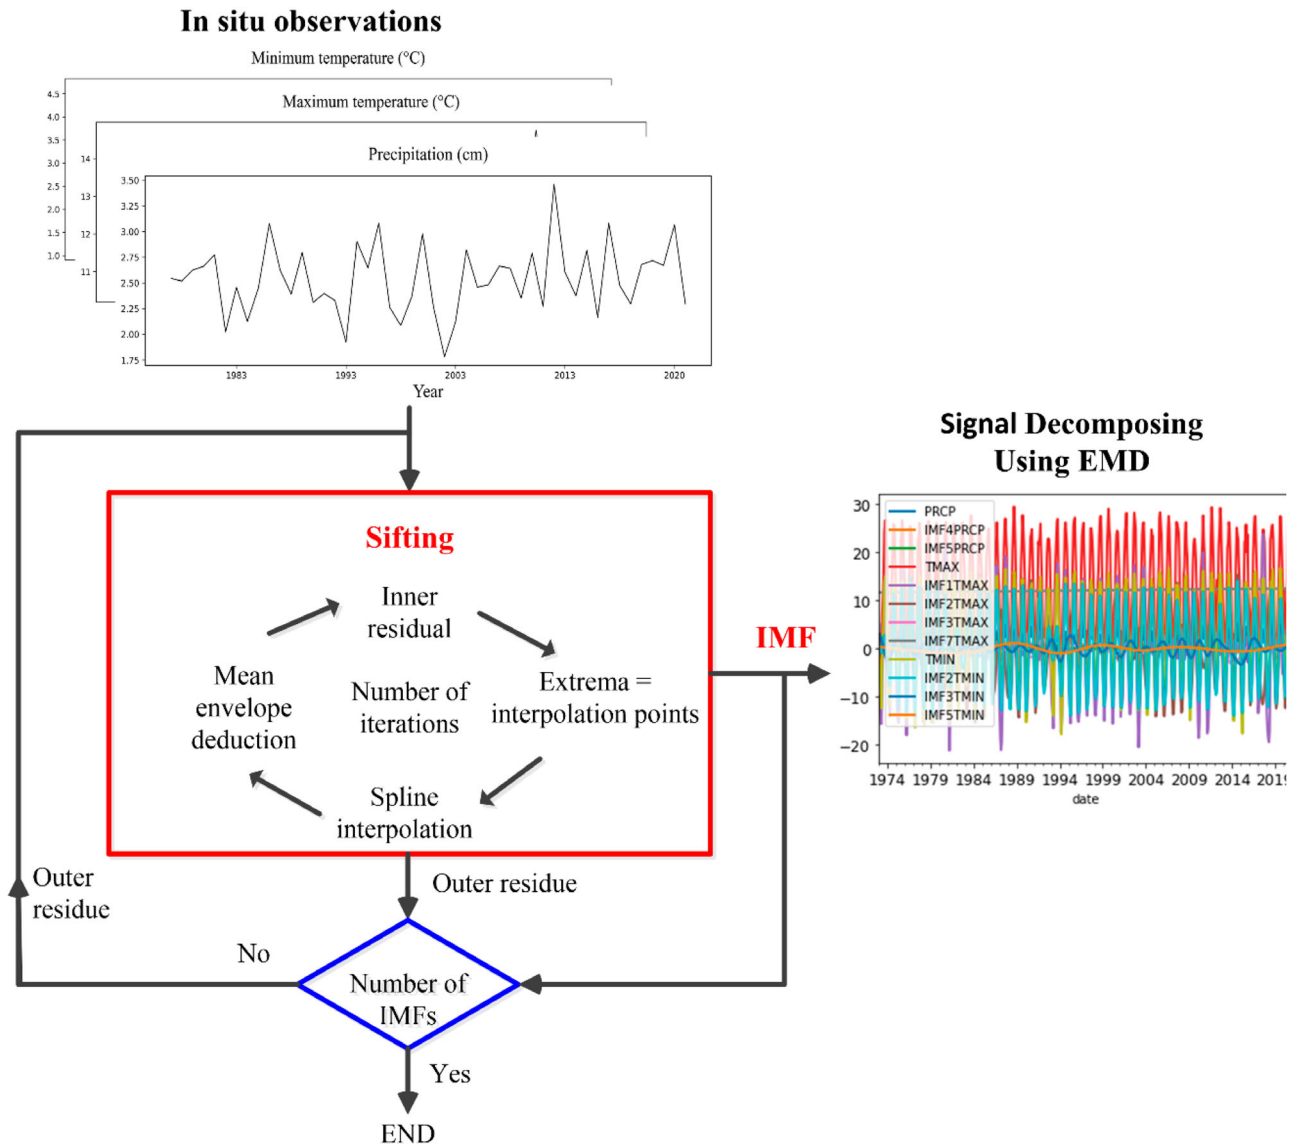 In situ observations
Minimum temperature (°C)
4.5
4.0
3.5
3.0
2.5
2.0
1.5
1.0
Maximum temperature (°C)
14
13
12
11
Precipitation (cm)
3.50
3.25
3.00
2.75
2.50
2.25
2.00
1.75
1983 1993 2003 2013 2020
Year
Sifting
Inner
residual
Extrema =
interpolation points
Number of
iterations
Mean
envelope
deduction
Spline
interpolation
IMF
Signal Decomposing
Using EMD
30
20
10
0
−10
−20
PRCP
IMF4PRCP
IMF5PRCP
TMAX
IMF1TMAX
IMF2TMAX
IMF3TMAX
IMF7TMAX
TMIN
IMF2TMIN
IMF3TMIN
IMF5TMIN
1974 1979 1984 1989 1994 1999 2004 2009 2014 2019
date
Outer
residue
Outer residue
No
Number of
IMFs
Yes
END